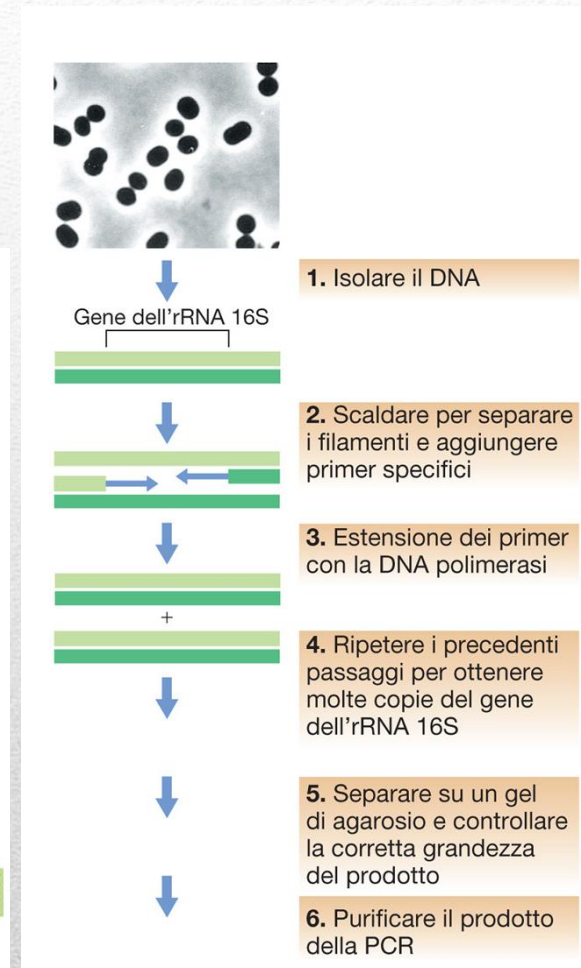 1. Isolare il DNA
Gene dell'rRNA 16S
2. Scaldare per separare
i filamenti e aggiungere
primer specifici
3. Estensione dei primer
con la DNA polimerasi
+
4. Ripetere i precedenti
passaggi per ottenere
molte copie del gene
dell'rRNA 16S
5. Separare su un gel
di agarosio e controllare
la corretta grandezza
del prodotto
6. Purificare il prodotto
della PCR